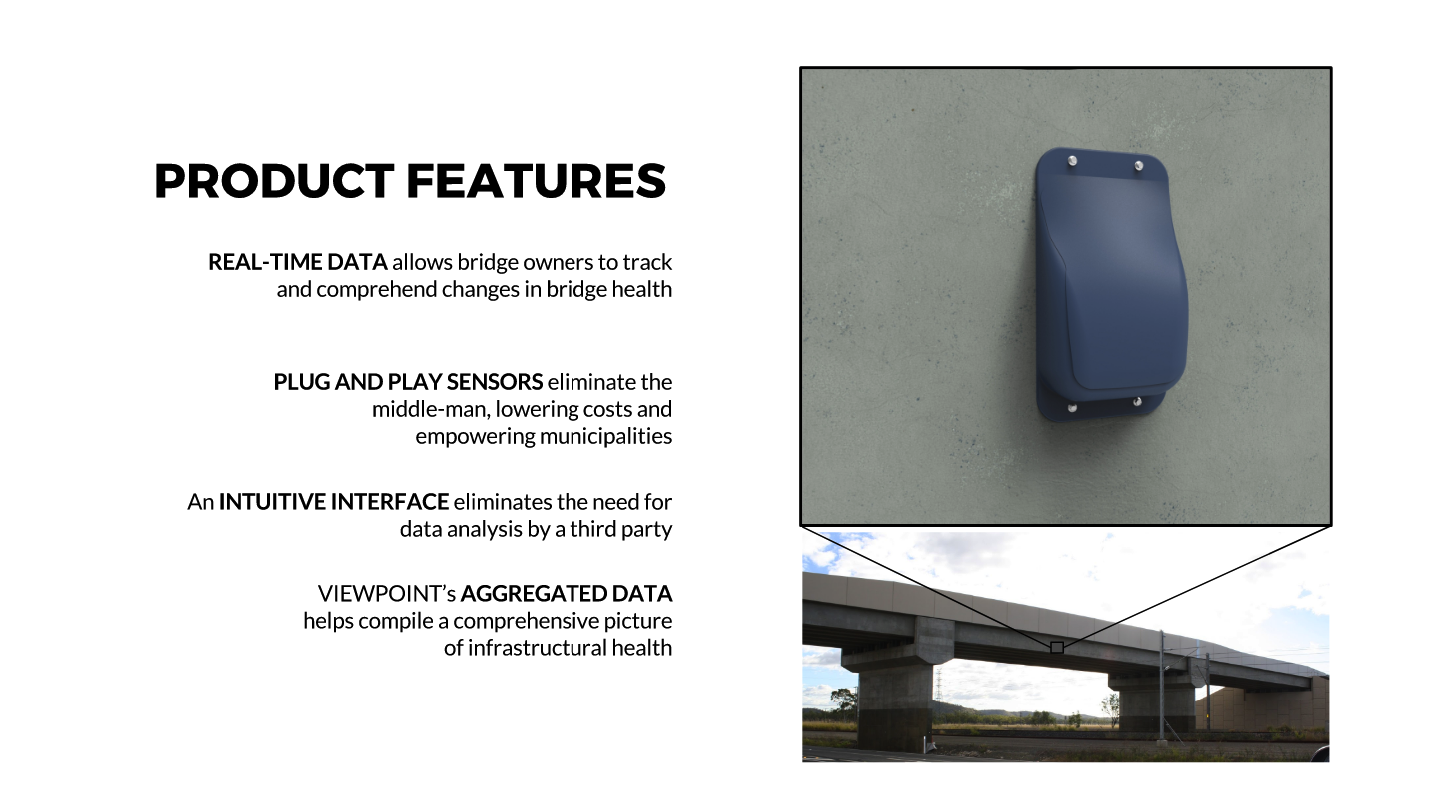 PRODUCT FEATURES
REAL-TIME DATA allows bridge owners to track
and comprehend changes in bridge health
PLUG AND PLAY SENSORS eliminate the
middle-man, lowering costs and
empowering municipalities
An INTUITIVE INTERFACE eliminates the need for
data analysis by a third party
VIEWPOINT’s AGGREGATED DATA
helps compile a comprehensive picture
of infrastructural health